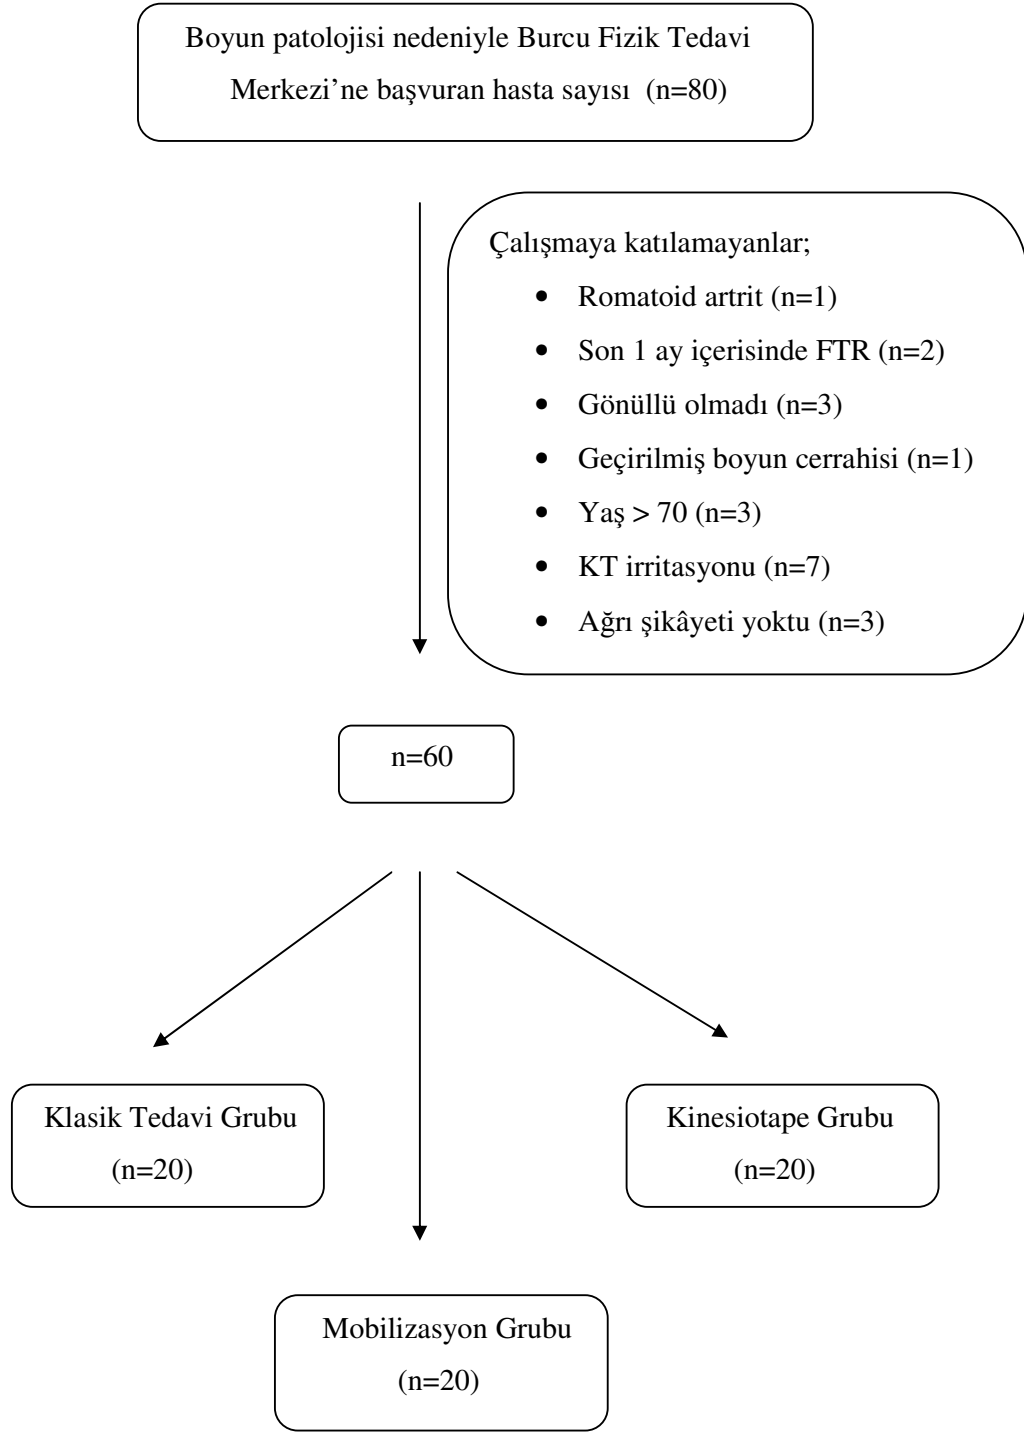 Boyun patolojisi nedeniyle Burcu Fizik Tedavi
Merkezi’ne başvuran hasta sayısı (n=80)
Çalışmaya katılamayanlar;
• Romatoid artrit (n=1)
• Son 1 ay içerisinde FTR (n=2)
• Gönüllü olmadı (n=3)
• Geçirilmiş boyun cerrahisi (n=1)
• Yaş > 70 (n=3)
• KT irritasyonu (n=7)
• Ağrı şikâyeti yoktu (n=3)
n=60
Klasik Tedavi Grubu
(n=20)
Kinesiotape Grubu
(n=20)
Mobilizasyon Grubu
(n=20)